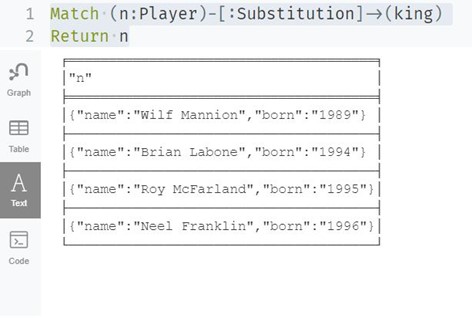 1 Match (n:Player)-[:Substitution]->(king)
2 Return n
Graph
Table
Text
Code
"n"
{"name":"Wilf Mannion","born":"1989"}
{"name":"Brian Labone","born":"1994"}
{"name":"Roy McFarland","born":"1995"}
{"name":"Neel Franklin","born":"1996"}